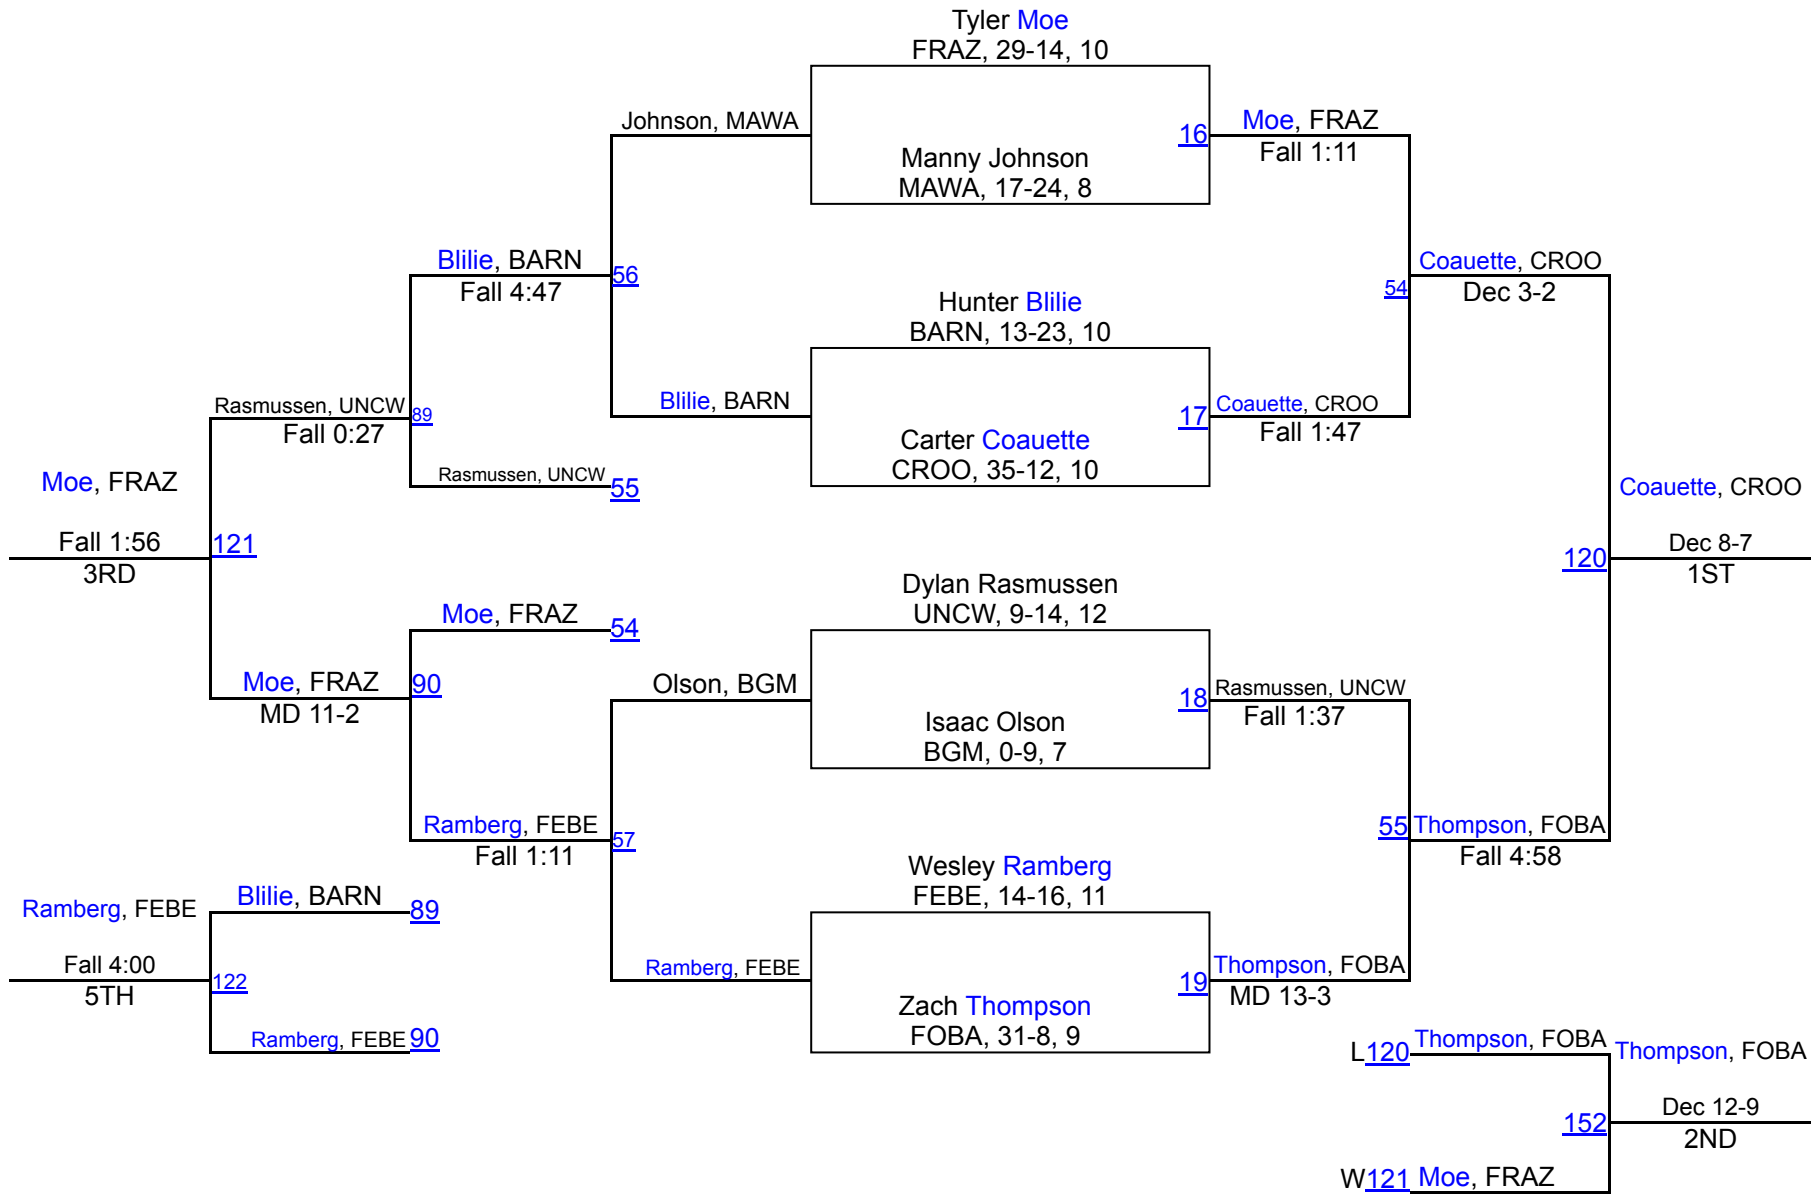 Tyler Moe
FRAZ, 29-14, 10
Johnson, MAWA
16
Moe, FRAZ
Fall 1:11
Manny Johnson
MAWA, 17-24, 8
Blilie, BARN
Fall 4:47
56
Coauette, CROO
Dec 3-2
54
Hunter Blilie
BARN, 13-23, 10
Blilie, BARN
17
Coauette, CROO
Fall 1:47
Carter Coauette
CROO, 35-12, 10
Rasmussen, UNCW
Fall 0:27
89
Rasmussen, UNCW
55
Moe, FRAZ
Fall 1:56
3RD
121
Coauette, CROO
120
Dec 8-7
1ST
Dylan Rasmussen
UNCW, 9-14, 12
Moe, FRAZ
54
Olson, BGM
18
Rasmussen, UNCW
Fall 1:37
Isaac Olson
BGM, 0-9, 7
Moe, FRAZ
MD 11-2
90
Ramberg, FEBE
Fall 1:11
57
55
Thompson, FOBA
Fall 4:58
Wesley Ramberg
FEBE, 14-16, 11
Ramberg, FEBE
Blilie, BARN
89
Fall 4:00
5TH
122
Ramberg, FEBE
19
Thompson, FOBA
MD 13-3
Zach Thompson
FOBA, 31-8, 9
Ramberg, FEBE
90
L120
Thompson, FOBA
Thompson, FOBA
152
Dec 12-9
2ND
W121
Moe, FRAZ